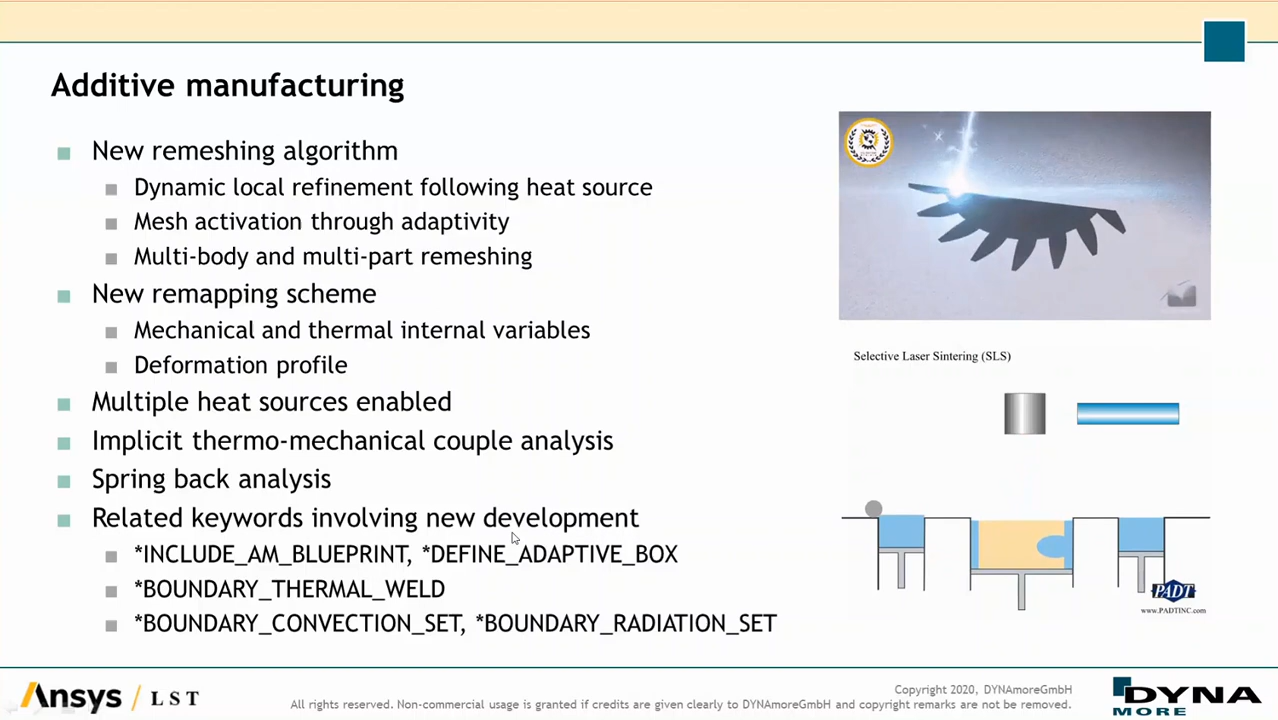 Additive manufacturing
New remeshing algorithm
Dynamic local refinement following heat source
Mesh activation through adaptivity
Multi-body and multi-part remeshing
New remapping scheme
Mechanical and thermal internal variables
Deformation profile
Multiple heat sources enabled
Implicit thermo-mechanical couple analysis
Spring back analysis
Related keywords involving new development
*INCLUDE_AM_BLUEPRINT, *DEFINE_ADAPTIVE_BOX
*BOUNDARY_THERMAL_WELD
*BOUNDARY_CONVECTION_SET, *BOUNDARY_RADIATION_SET
Selective Laser Sintering (SLS)
PADT
www.PADTINC.com
Ansys / LST
Copyright 2020, DYNAmoreGmbH
All rights reserved. Non-commercial usage is granted if credits are given clearly to DYNAmoreGmbH and copyright remarks are not be removed.
DYNA
MORE